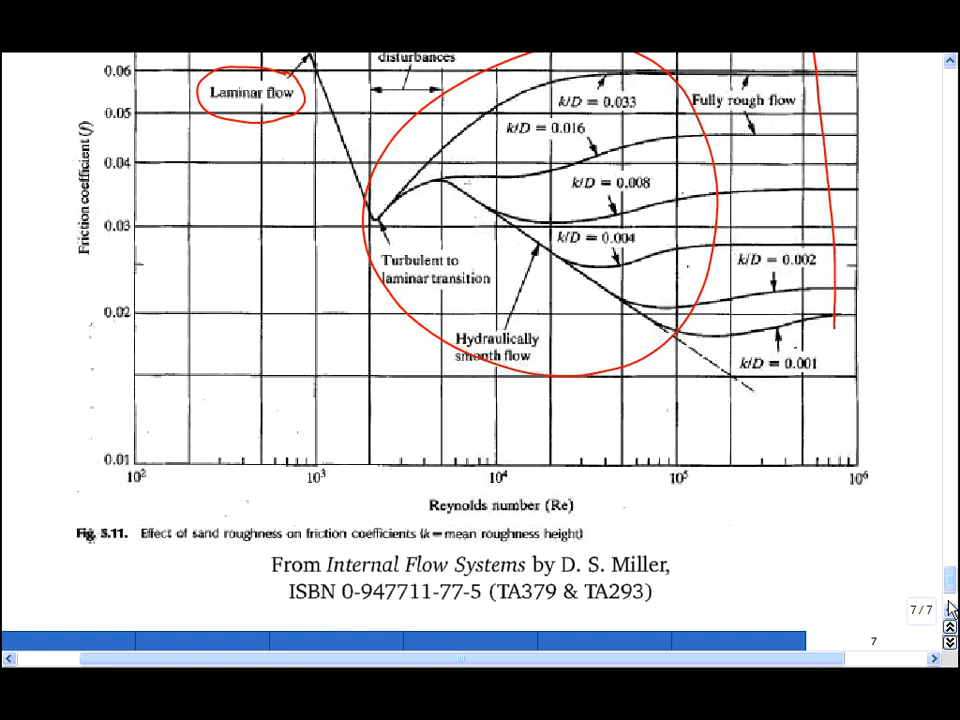 disturbances
0.06
Laminar flow
k/D = 0.033
Fully rough flow
0.05
k/D = 0.016
0.04
k/D = 0.008
Friction coefficient (f)
0.03
k/D = 0.004
Turbulent to
laminar transition
k/D = 0.002
0.02
Hydraulically
smooth flow
k/D = 0.001
0.01
10² 10³ 10⁴ 10⁵ 10⁶
Reynolds number (Re)
Fig. 5.11. Effect of sand roughness on friction coefficients (k = mean roughness height)
From Internal Flow Systems by D. S. Miller,
ISBN 0-947711-77-5 (TA379 & TA293)
7 / 7
7